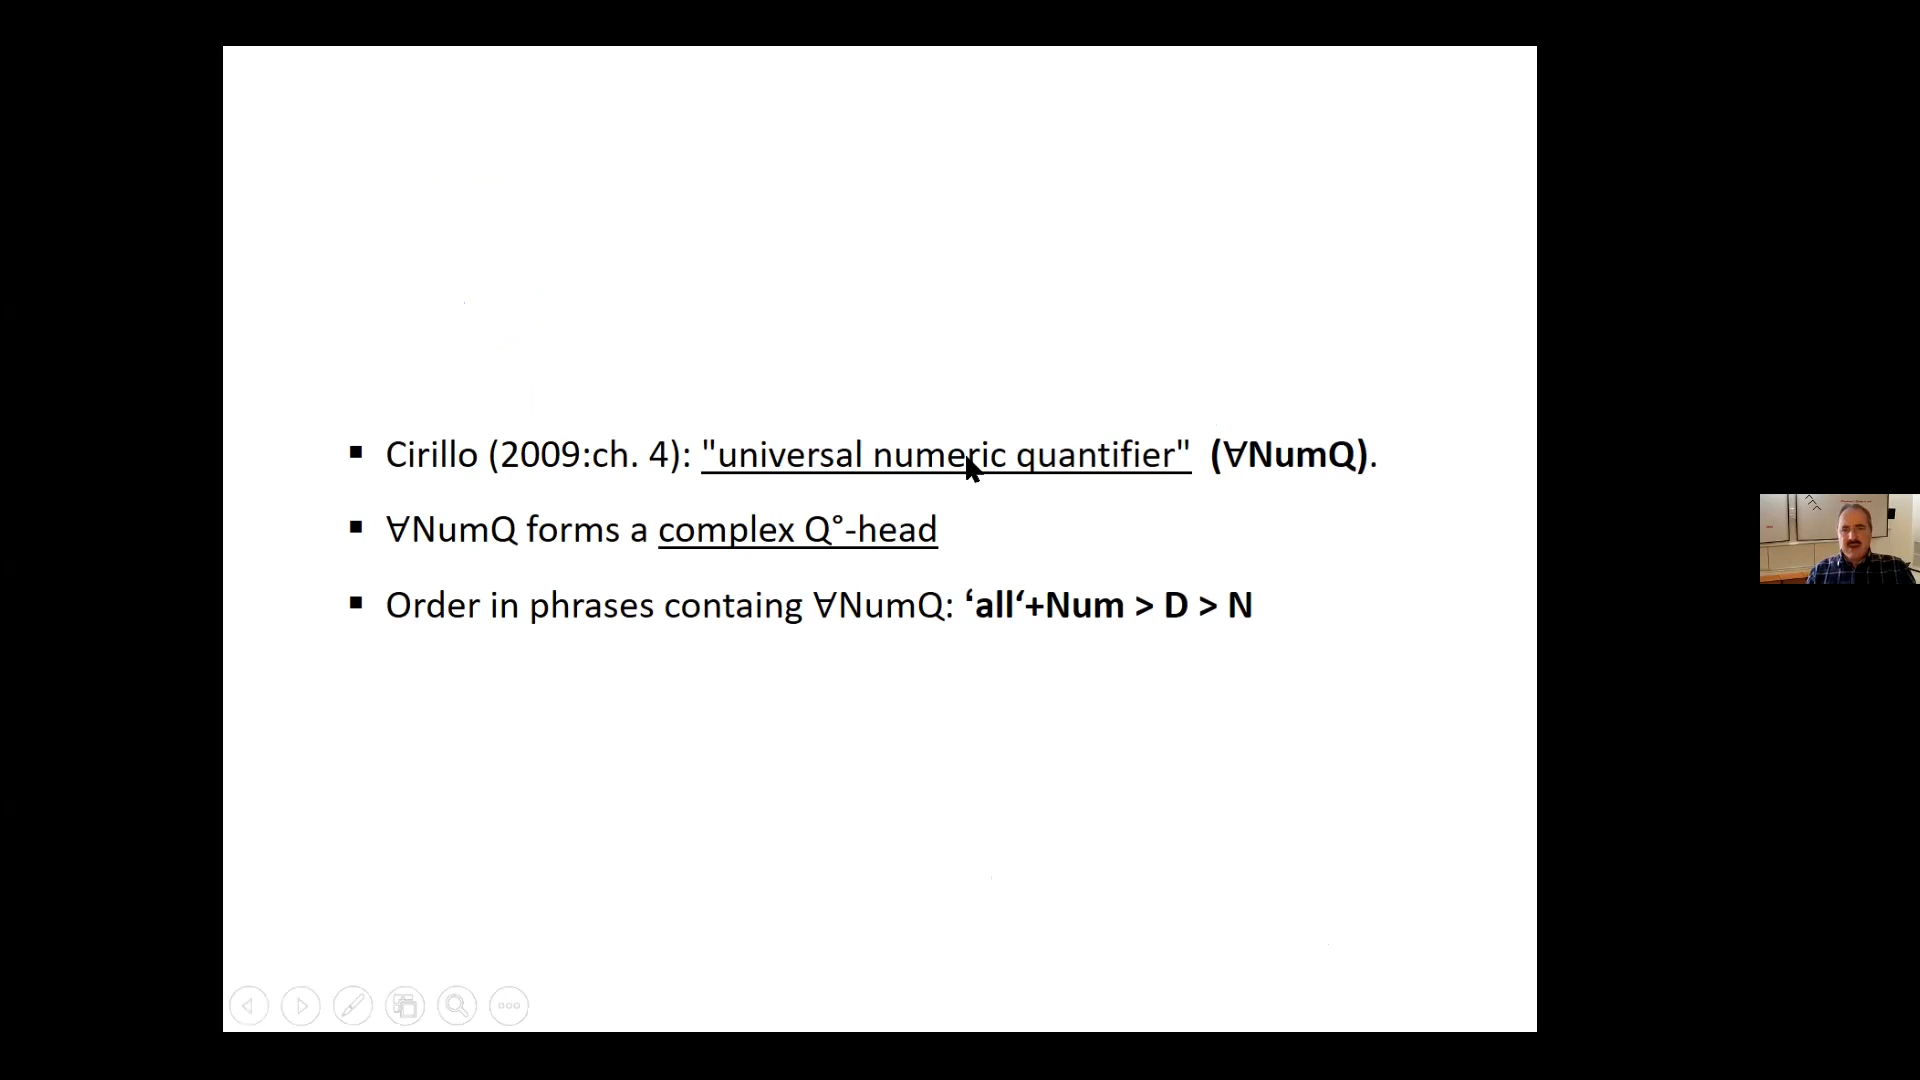 Cirillo (2009:ch. 4): "universal numeric quantifier" (∀NumQ).
∀NumQ forms a complex Q°-head
Order in phrases containg ∀NumQ: ‘all‘+Num > D > N